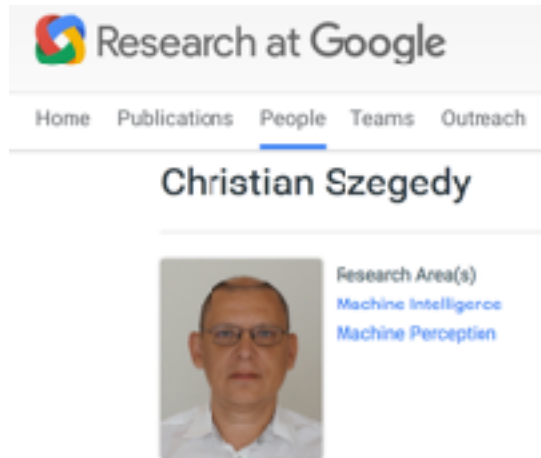 Research at Google
Home Publications People Teams Outreach
Christian Szegedy
Research Area(s)
Machine Intelligence
Machine Perception